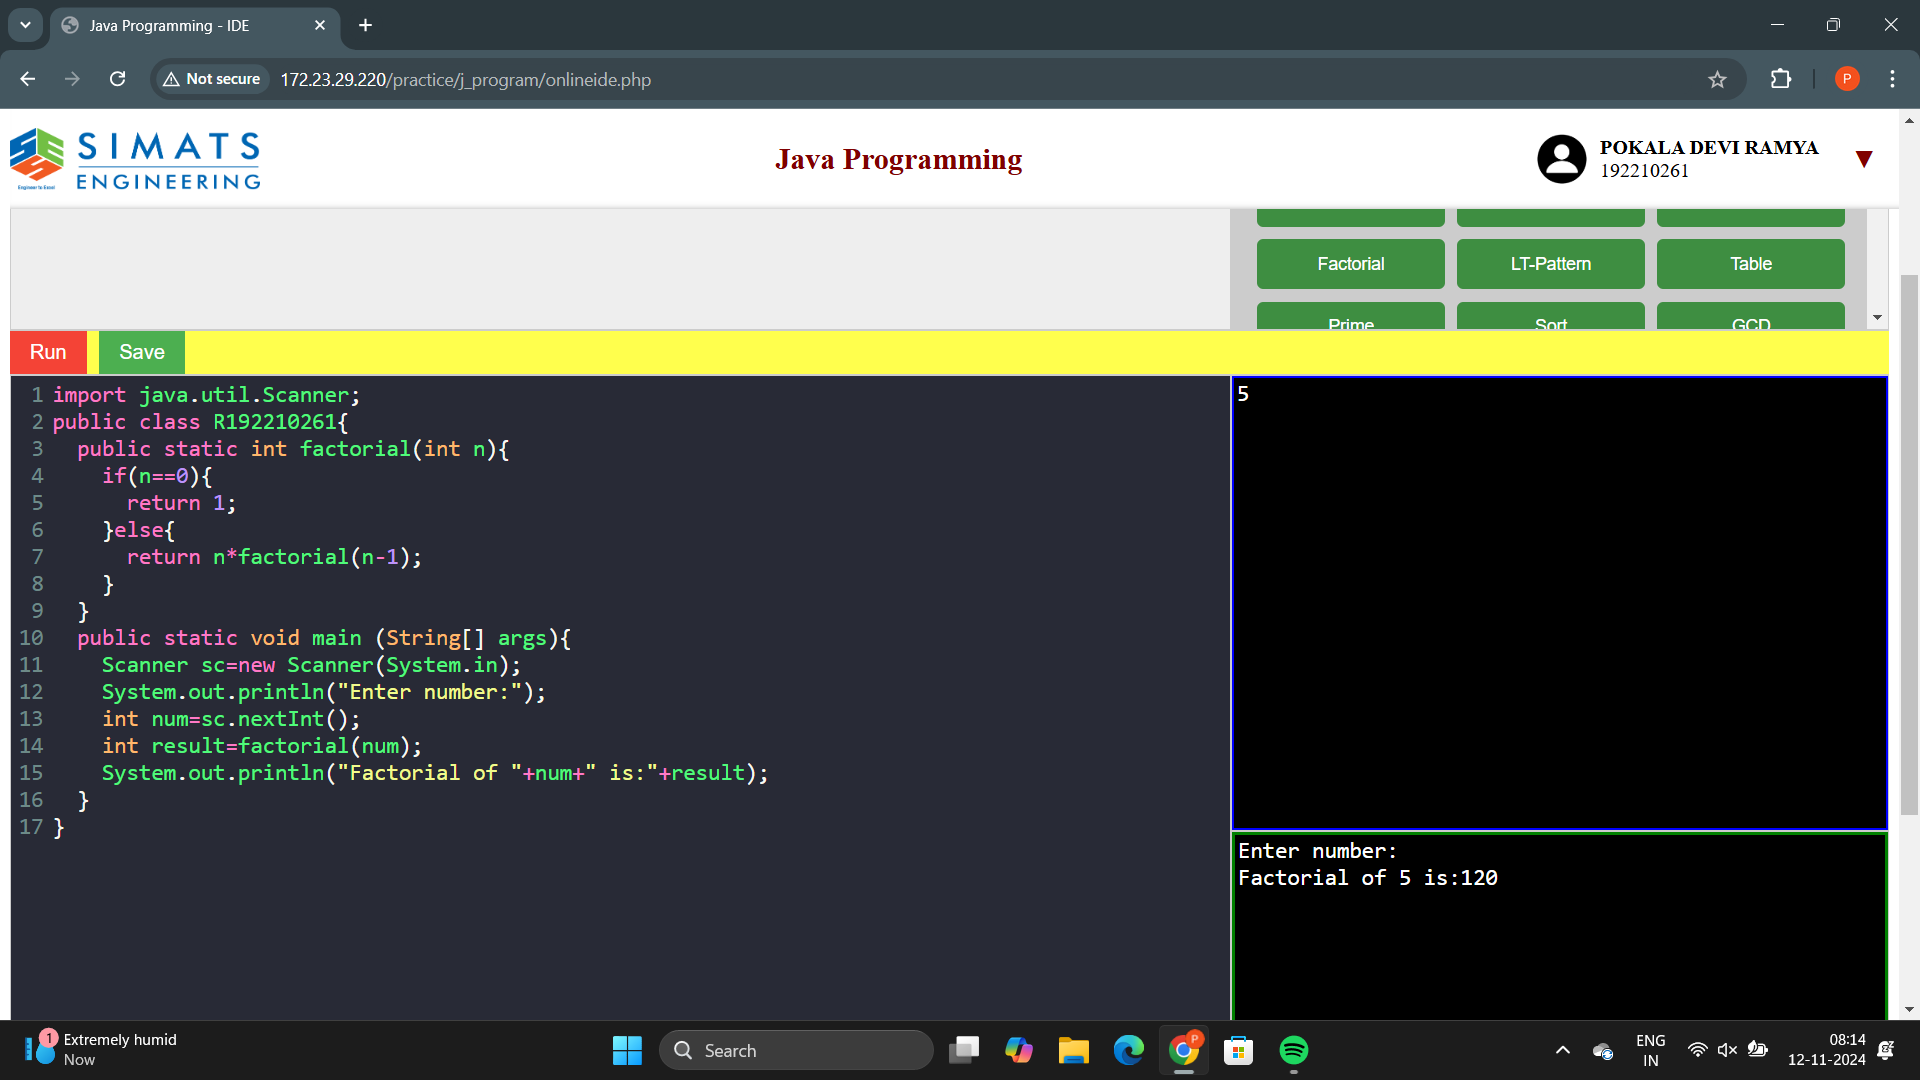 Java Programming - IDE
Not secure
172.23.29.220/practice/j_program/onlineide.php
P
SIMATS
ENGINEERING
Engineer to Excel
Java Programming
POKALA DEVI RAMYA
192210261
Factorial
LT-Pattern
Table
Prime
Sort
GCD
Run
Save
1 import java.util.Scanner;
2 public class R192210261{
3 public static int factorial(int n){
4 if(n==0){
5 return 1;
6 }else{
7 return n*factorial(n-1);
8 }
9 }
10 public static void main (String[] args){
11 Scanner sc=new Scanner(System.in);
12 System.out.println("Enter number:");
13 int num=sc.nextInt();
14 int result=factorial(num);
15 System.out.println("Factorial of "+num+" is:"+result);
16 }
17 }
5
Enter number:
Factorial of 5 is:120
1
Extremely humid
Now
Search
P
ENG
IN
08:14
12-11-2024